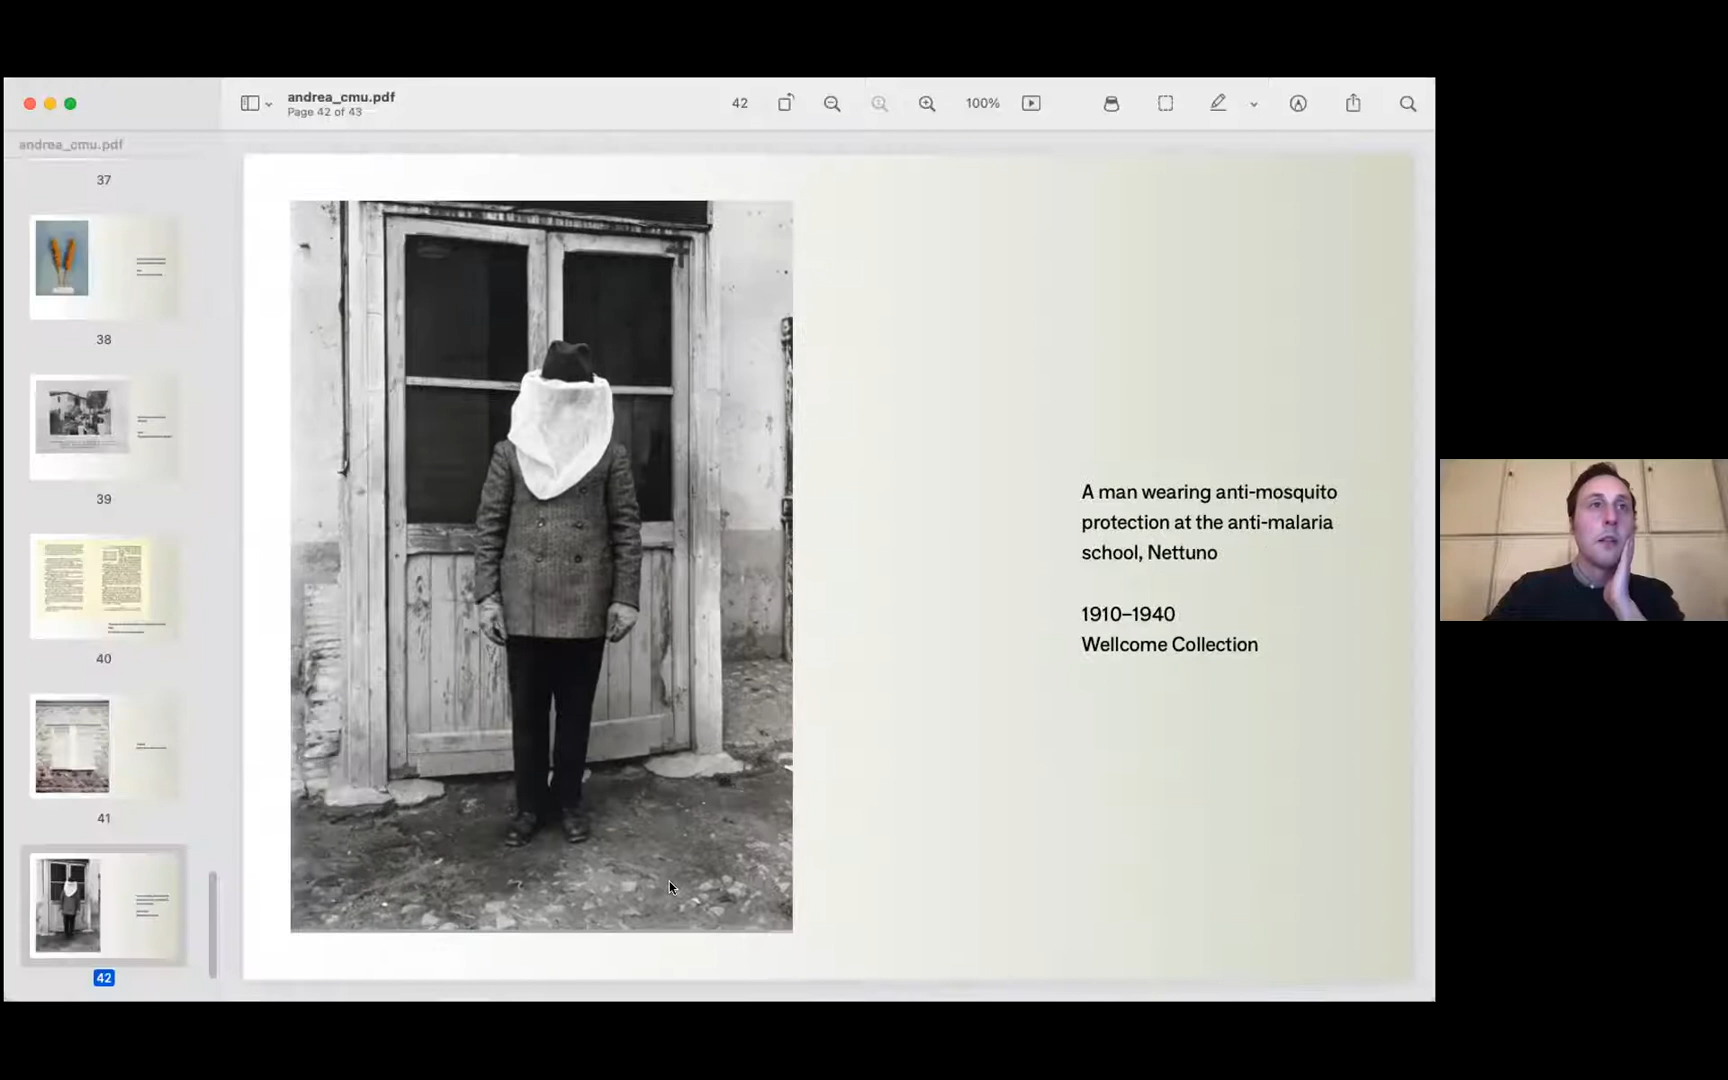 andrea_cmu.pdf
Page 42 of 43
42
100%
andrea_cmu.pdf
37
38
39
40
41
42
A man wearing anti-mosquito
protection at the anti-malaria
school, Nettuno
1910–1940
Wellcome Collection